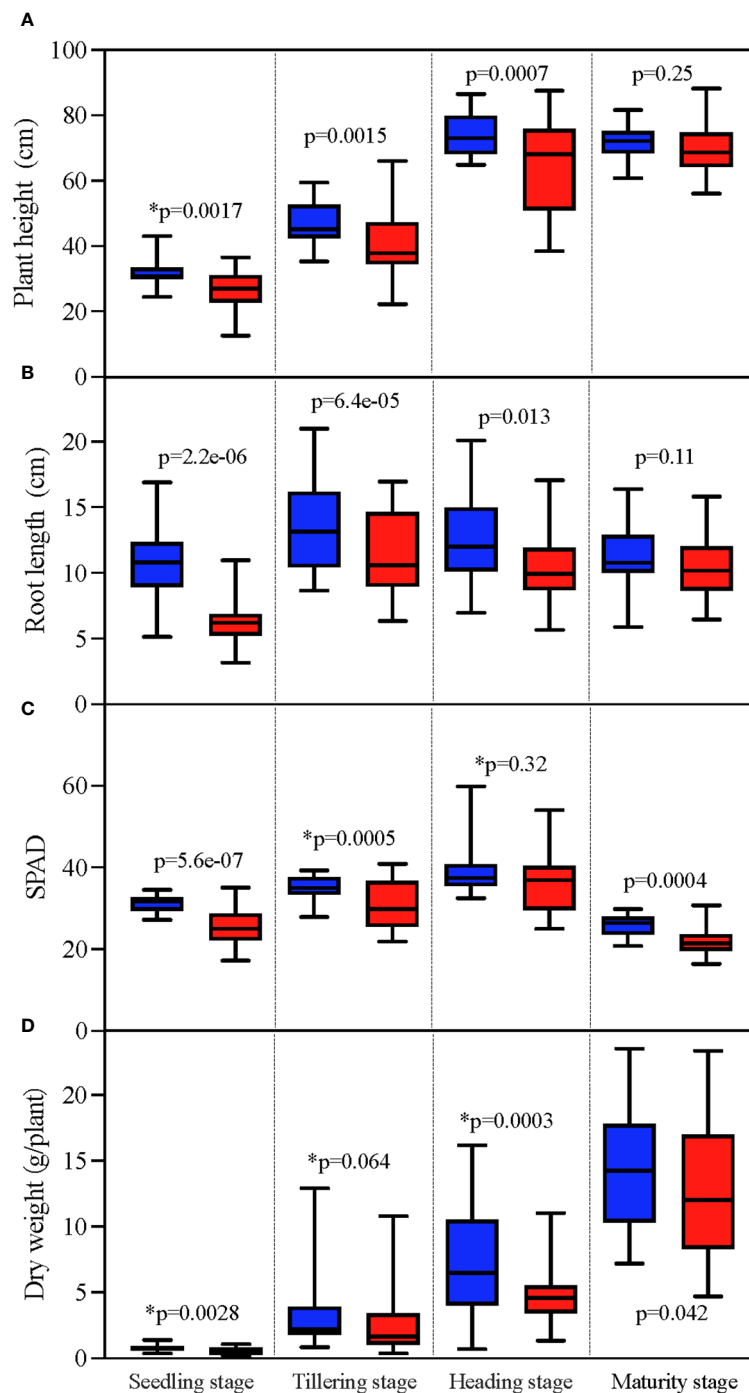 A
Plant height (cm)
100
80
60
40
20
0
*p=0.0017
p=0.0015
p=0.0007
p=0.25
B
Root length (cm)
20
15
10
5
0
p=2.2e-06
p=6.4e-05
p=0.013
p=0.11
C
SPAD
60
40
20
0
p=5.6e-07
*p=0.0005
*p=0.32
p=0.0004
D
Dry weight (g/plant)
20
15
10
5
0
*p=0.0028
*p=0.064
*p=0.0003
p=0.042
Seedling stage
Tillering stage
Heading stage
Maturity stage